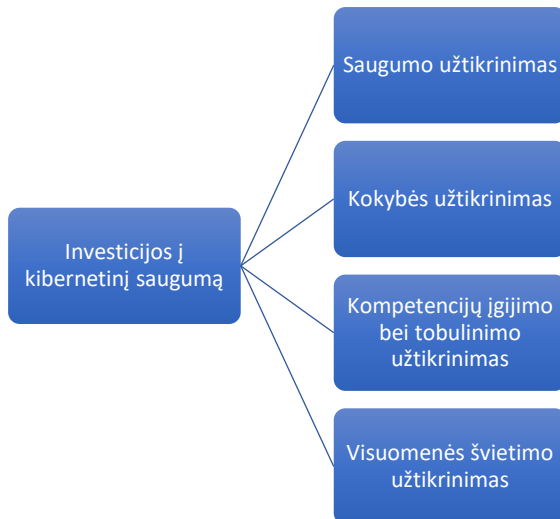 Saugumo užtikrinimas
Kokybės užtikrinimas
Investicijos į
kibernetinį saugumą
Kompetencijų įgijimo
bei tobulinimo
užtikrinimas
Visuomenės švietimo
užtikrinimas